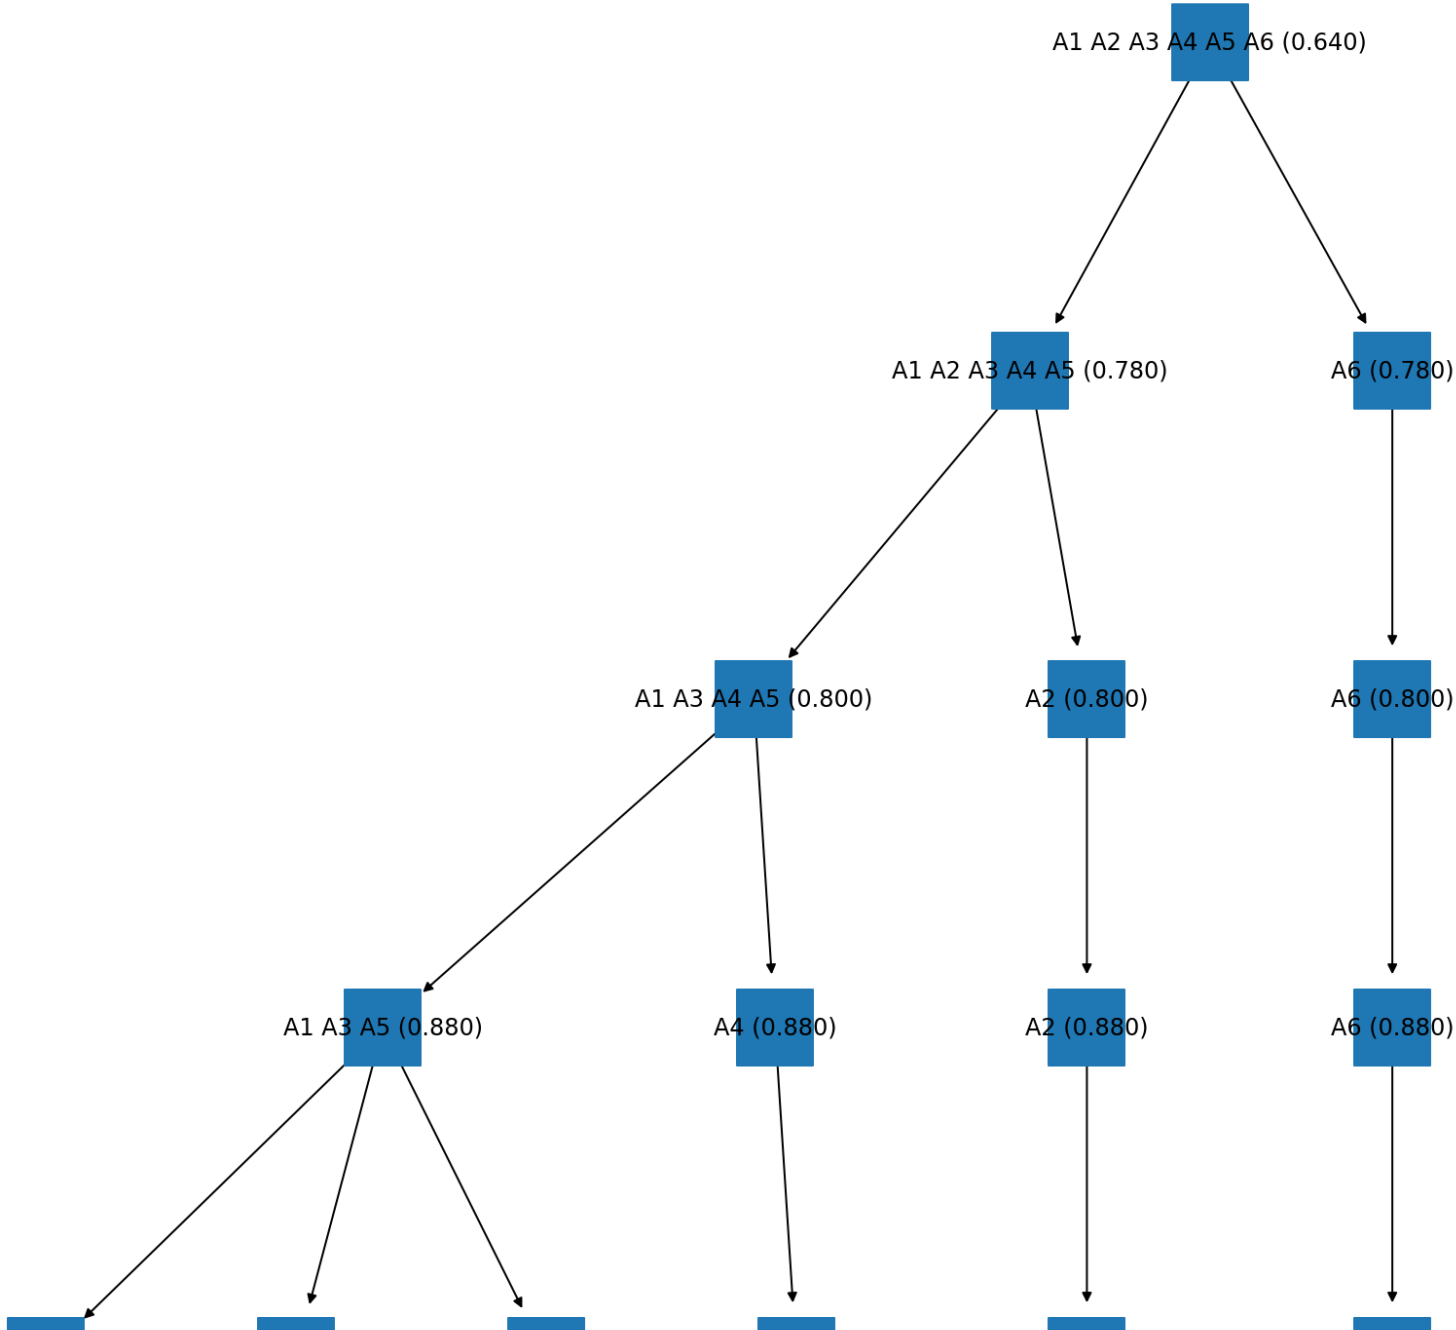 A1 A2 A3 A4 A5 A6 (0.640)
A1 A2 A3 A4 A5 (0.780)
A6 (0.780)
A1 A3 A4 A5 (0.800)
A2 (0.800)
A6 (0.800)
A1 A3 A5 (0.880)
A4 (0.880)
A2 (0.880)
A6 (0.880)